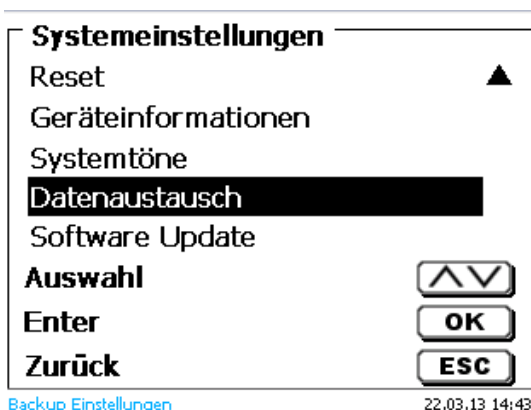 Systemeinstellungen
Reset
Geräteinformationen
Systemtöne
Datenaustausch
Software Update
Auswahl
Enter OK
Zurück ESC
Backup Einstellungen 22.03.13 14:43